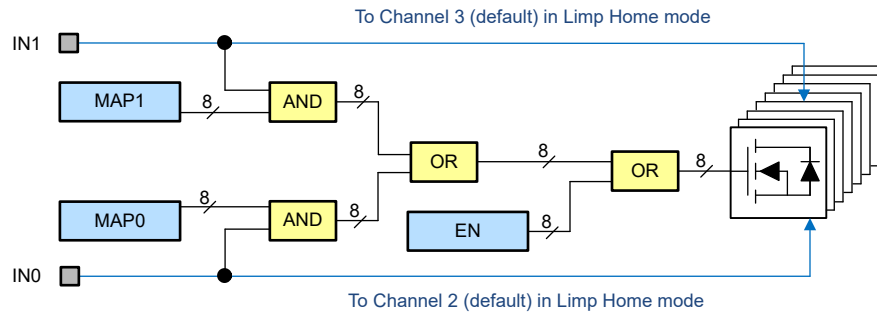 To Channel 3 (default) in Limp Home mode
IN1
MAP1
8
AND
8
OR
8
OR
8
MAP0
8
AND
8
EN
8
IN0
To Channel 2 (default) in Limp Home mode